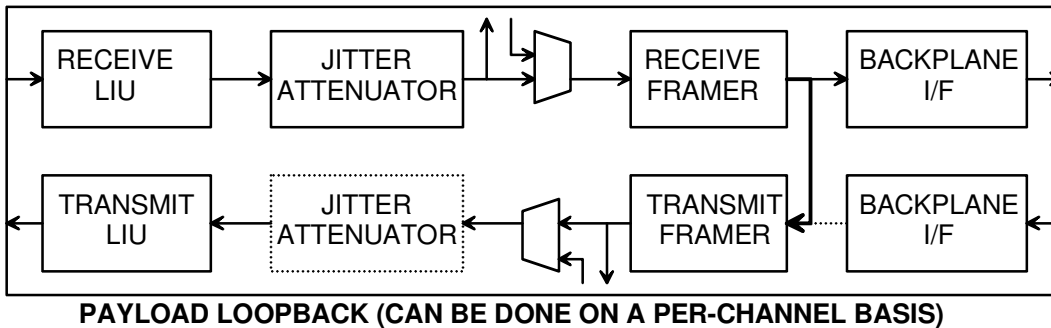 RECEIVE
LIU
JITTER
ATTENUATOR
RECEIVE
FRAMER
BACKPLANE
I/F
TRANSMIT
LIU
JITTER
ATTENUATOR
TRANSMIT
FRAMER
BACKPLANE
I/F
PAYLOAD LOOPBACK (CAN BE DONE ON A PER-CHANNEL BASIS)